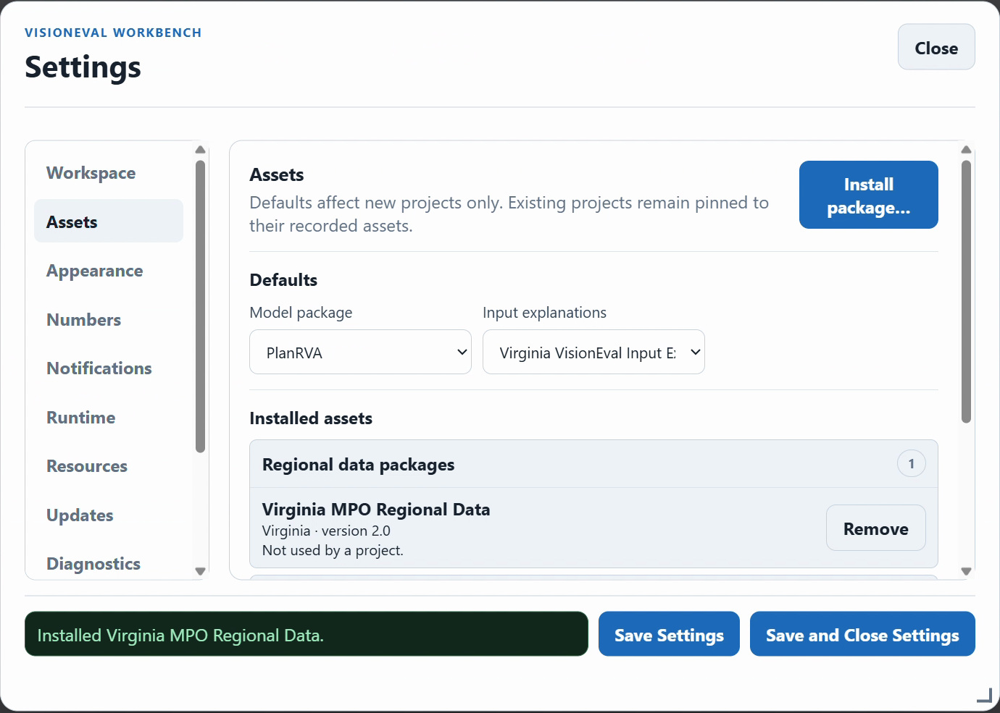 VISIONEVAL WORKBENCH
Settings
Close
Workspace
Assets
Appearance
Numbers
Notifications
Runtime
Resources
Updates
Diagnostics
Assets
Defaults affect new projects only. Existing projects remain pinned to
their recorded assets.
Install
package...
Defaults
Model package
Input explanations
PlanRVA
Virginia VisionEval Input E
Installed assets
Regional data packages
1
Virginia MPO Regional Data
Virginia · version 2.0
Not used by a project.
Remove
Installed Virginia MPO Regional Data.
Save Settings
Save and Close Settings